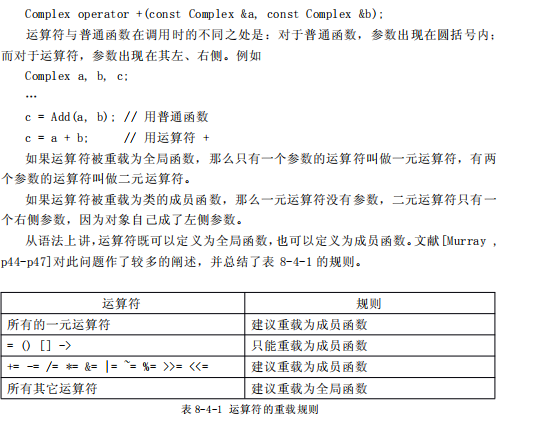 Complex operator +(const Complex &a, const Complex &b);
运算符与普通函数在调用时的不同之处是：对于普通函数，参数出现在圆括号内；
而对于运算符，参数出现在其左、右侧。例如
Complex a, b, c;
…
c = Add(a, b); // 用普通函数
c = a + b; // 用运算符 +
如果运算符被重载为全局函数，那么只有一个参数的运算符叫做一元运算符，有两
个参数的运算符叫做二元运算符。
如果运算符被重载为类的成员函数，那么一元运算符没有参数，二元运算符只有一
个右侧参数，因为对象自己成了左侧参数。
从语法上讲，运算符既可以定义为全局函数，也可以定义为成员函数。文献[Murray ,
p44-p47]对此问题作了较多的阐述，并总结了表 8-4-1 的规则。
运算符 规则
所有的一元运算符 建议重载为成员函数
= () [] -> 只能重载为成员函数
+= -= /= *= &= |= ~= %= >>= <<= 建议重载为成员函数
所有其它运算符 建议重载为全局函数
表 8-4-1 运算符的重载规则